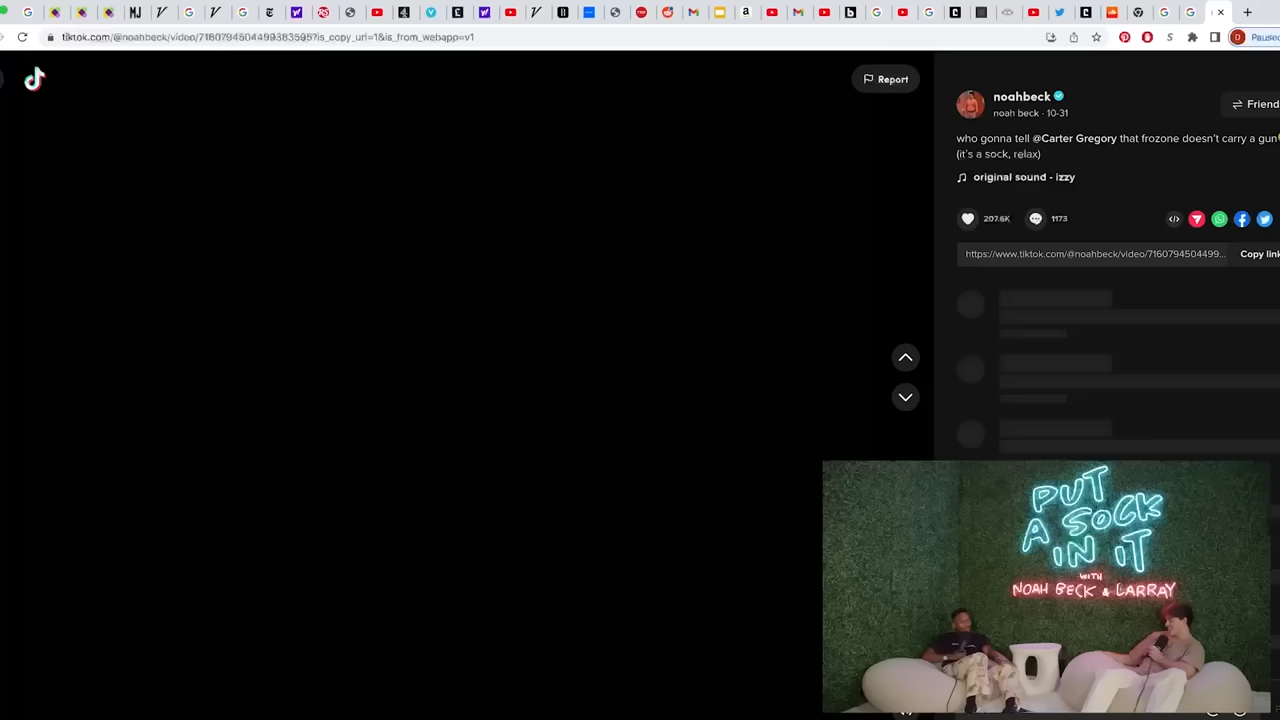 tiktok.com/@noahbeck/video/7160794504499383595?is_copy_url=1&is_from_webapp=v1
Paused
Report
noahbeck
noah beck · 10-31
Friend
who gonna tell @Carter Gregory that frozone doesn't carry a gun
(it's a sock, relax)
original sound - izzy
207.6K
1173
https://www.tiktok.com/@noahbeck/video/7160794504499...
Copy link
PUT
A SOCK
IN IT
WITH
NOAH BECK & LARRAY